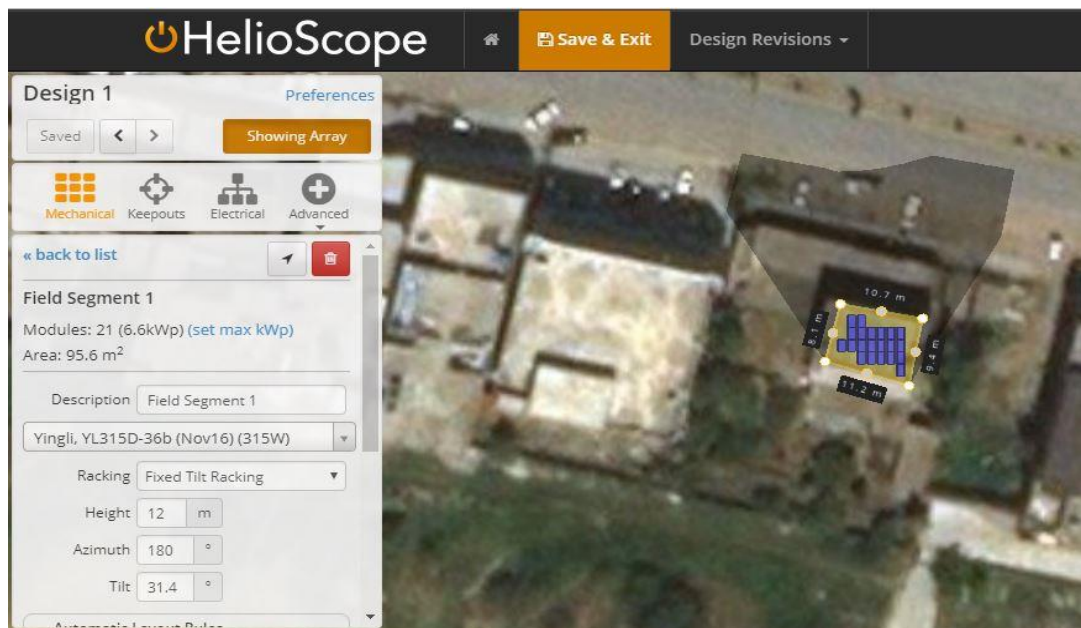 HelioScope
Save & Exit
Design Revisions
Design 1
Preferences
Saved
Showing Array
Mechanical
Keepouts
Electrical
Advanced
« back to list
Field Segment 1
Modules: 21 (6.6kWp) (set max kWp)
Area: 95.6 m²
Description Field Segment 1
Yingli, YL315D-36b (Nov16) (315W)
Racking Fixed Tilt Racking
Height 12 m
Azimuth 180 °
Tilt 31.4 °
Automatic Layout Rules
10.7 m
8.1 m
9.4 m
11.2 m